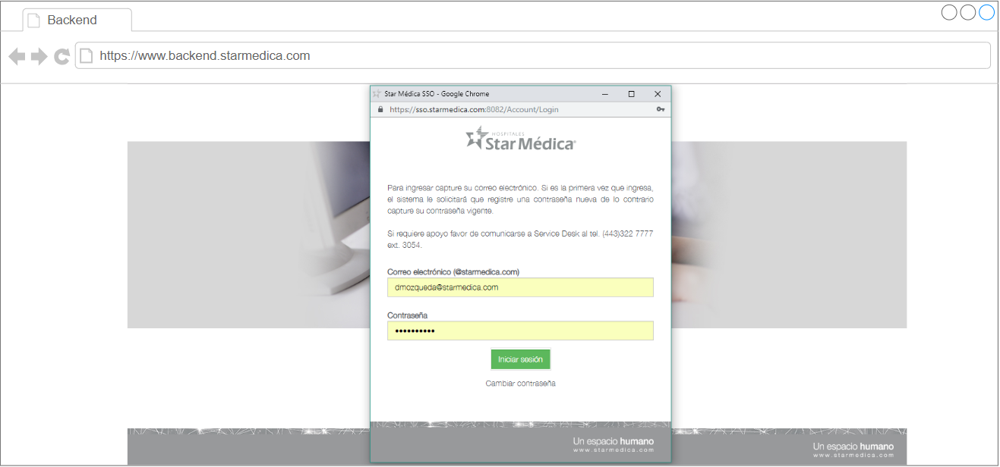 Backend
https://www.backend.starmedica.com
Star Médica SSO - Google Chrome
https://sso.starmedica.com:8082/Account/Login
HOSPITALES
Star Médica
Para ingresar capture su correo electrónico. Si es la primera vez que ingresa,
el sistema le solicitará que registre una contraseña nueva de lo contrario
capture su contraseña vigente.
Si requiere apoyo favor de comunicarse a Service Desk al tel. (443)322 7777
ext. 3054.
Correo electrónico (@starmedica.com)
dmozqueda@starmedica.com
Contraseña
••••••••••
Iniciar sesión
Cambiar contraseña
Un espacio humano
www.starmedica.com
Un espacio humano
www.starmedica.com